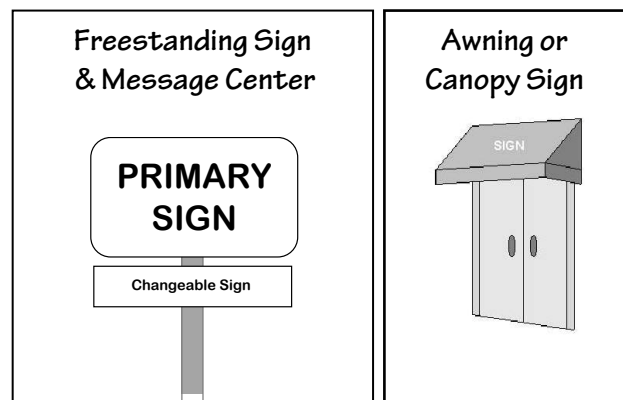 Freestanding Sign
& Message Center
PRIMARY
SIGN
Changeable Sign
Awning or
Canopy Sign
SIGN